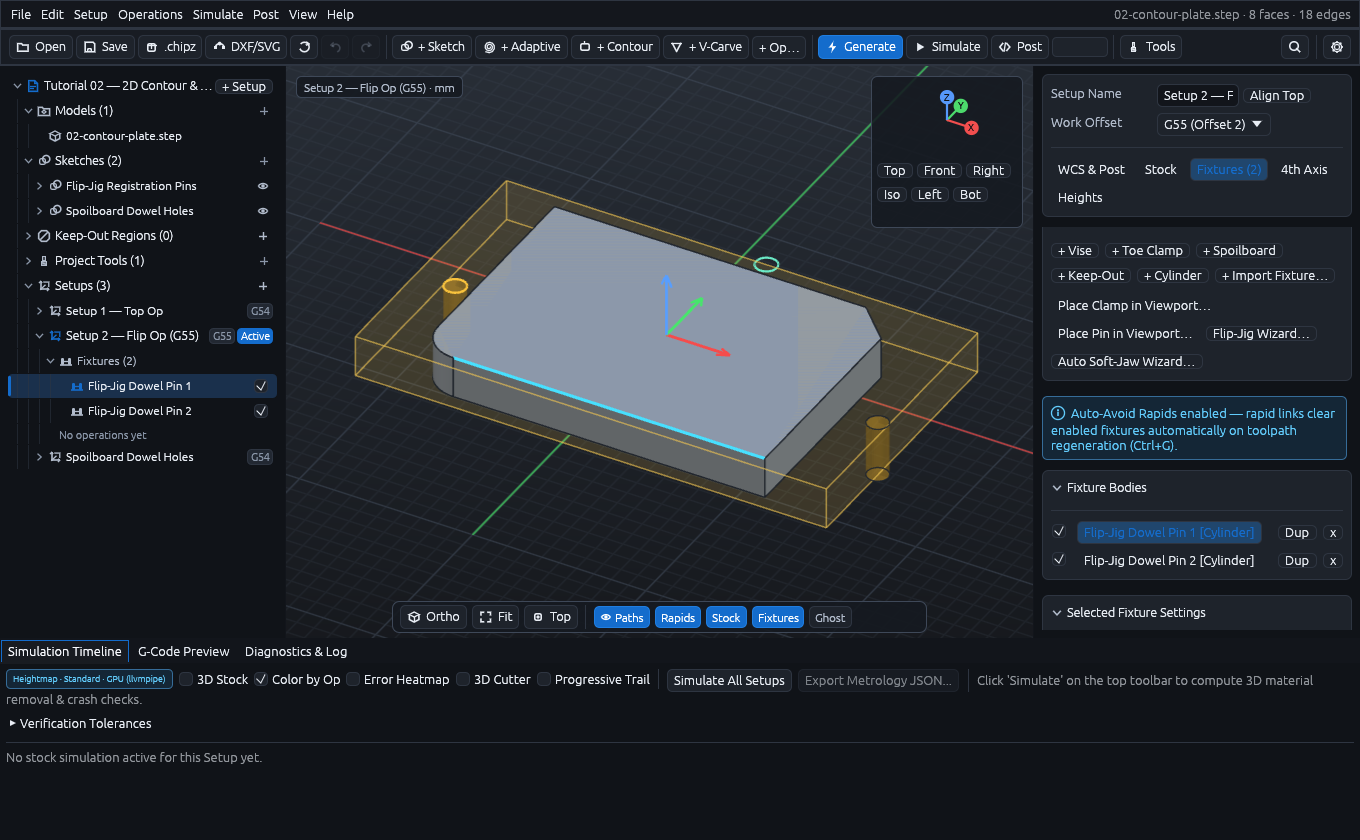 File Edit Setup Operations Simulate Post View Help
02-contour-plate.step · 8 faces · 18 edges
Open Save .chipz DXF/SVG + Sketch + Adaptive + Contour + V-Carve + Op... Generate Simulate Post Tools
Tutorial 02 — 2D Contour & ... + Setup
Models (1) +
02-contour-plate.step
Sketches (2) +
Flip-Jig Registration Pins
Spoilboard Dowel Holes
Keep-Out Regions (0) +
Project Tools (1) +
Setups (3) +
Setup 1 — Top Op G54
Setup 2 — Flip Op (G55) G55 Active
Fixtures (2)
Flip-Jig Dowel Pin 1
Flip-Jig Dowel Pin 2
No operations yet
Spoilboard Dowel Holes G54
Setup 2 — Flip Op (G55) · mm
Z
Y
X
Top Front Right
Iso Left Bot
Ortho Fit Top Paths Rapids Stock Fixtures Ghost
Setup Name Setup 2 — F Align Top
Work Offset G55 (Offset 2)
WCS & Post Stock Fixtures (2) 4th Axis
Heights
+ Vise + Toe Clamp + Spoilboard
+ Keep-Out + Cylinder + Import Fixture...
Place Clamp in Viewport...
Place Pin in Viewport... Flip-Jig Wizard...
Auto Soft-Jaw Wizard...
Auto-Avoid Rapids enabled — rapid links clear
enabled fixtures automatically on toolpath
regeneration (Ctrl+G).
Fixture Bodies
Flip-Jig Dowel Pin 1 [Cylinder] Dup x
Flip-Jig Dowel Pin 2 [Cylinder] Dup x
Selected Fixture Settings
Simulation Timeline G-Code Preview Diagnostics & Log
Heightmap · Standard · GPU (llvmpipe) 3D Stock Color by Op Error Heatmap 3D Cutter Progressive Trail Simulate All Setups Export Metrology JSON... Click 'Simulate' on the top toolbar to compute 3D material
removal & crash checks.
Verification Tolerances
No stock simulation active for this Setup yet.